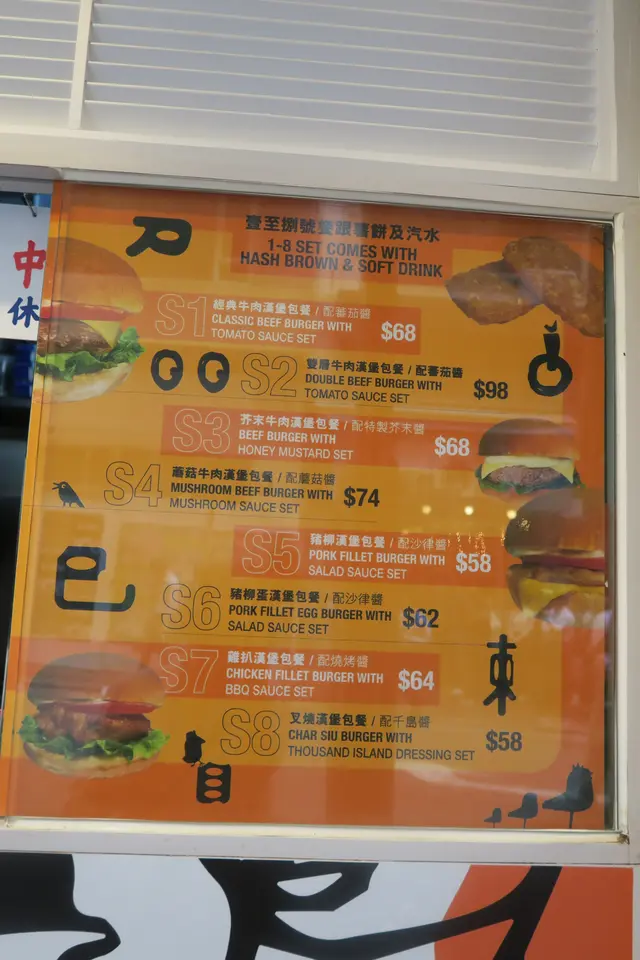 中
休
壹至捌號餐跟薯餅及汽水
1-8 SET COMES WITH
HASH BROWN & SOFT DRINK
S1 經典牛肉漢堡包餐 / 配蕃茄醬
CLASSIC BEEF BURGER WITH
TOMATO SAUCE SET
$68
S2 雙層牛肉漢堡包餐 / 配蕃茄醬
DOUBLE BEEF BURGER WITH
TOMATO SAUCE SET
$98
S3 芥末牛肉漢堡包餐 / 配特製芥末醬
BEEF BURGER WITH
HONEY MUSTARD SET
$68
S4 蘑菇牛肉漢堡包餐 / 配蘑菇醬
MUSHROOM BEEF BURGER WITH
MUSHROOM SAUCE SET
$74
S5 豬柳漢堡包餐 / 配沙律醬
PORK FILLET BURGER WITH
SALAD SAUCE SET
$58
S6 豬柳蛋漢堡包餐 / 配沙律醬
PORK FILLET EGG BURGER WITH
SALAD SAUCE SET
$62
S7 雞扒漢堡包餐 / 配燒烤醬
CHICKEN FILLET BURGER WITH
BBQ SAUCE SET
$64
S8 叉燒漢堡包餐 / 配千島醬
CHAR SIU BURGER WITH
THOUSAND ISLAND DRESSING SET
$58